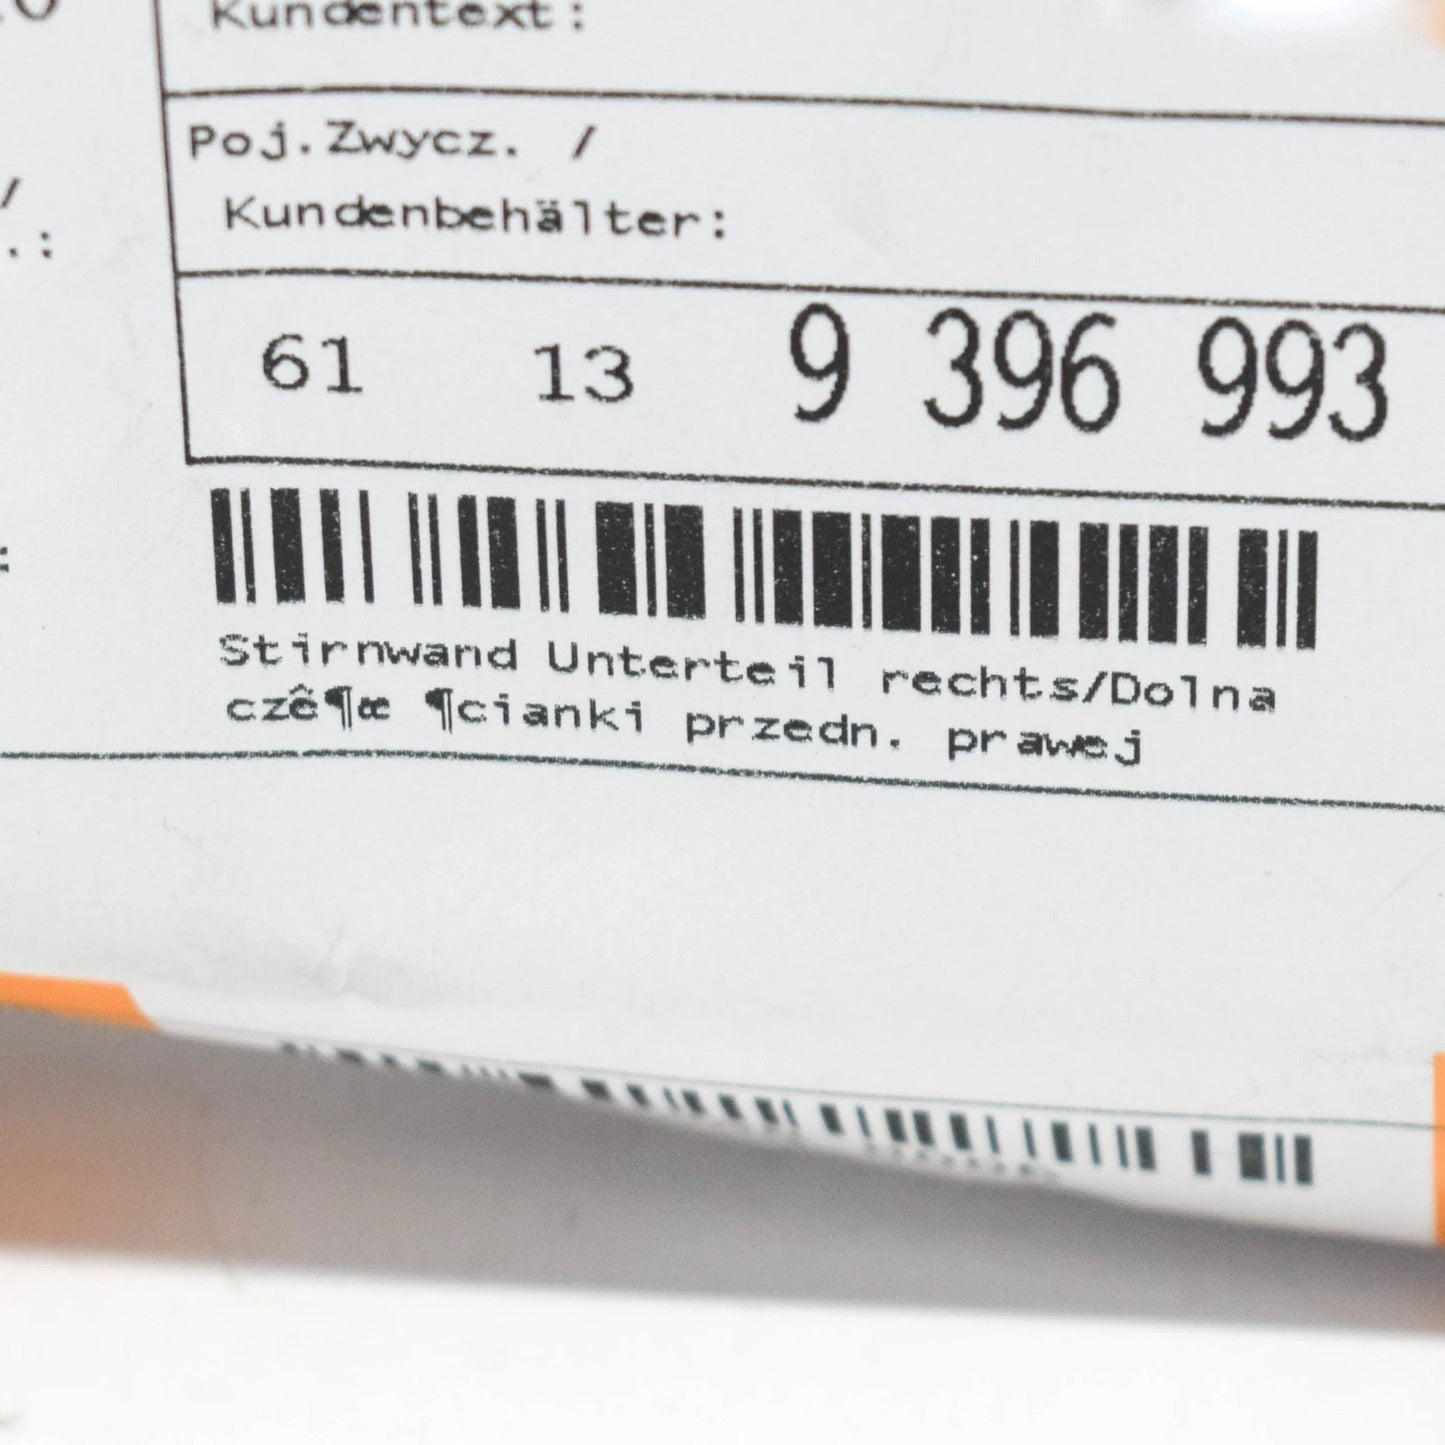 Kundentext:
Poj.Zwycz. /
Kundenbehälter:
/
.:
61 13 9 396 993
:
Stirnwand Unterteil rechts/Dolna
czê¶œ ¶cianki przedn. prawej